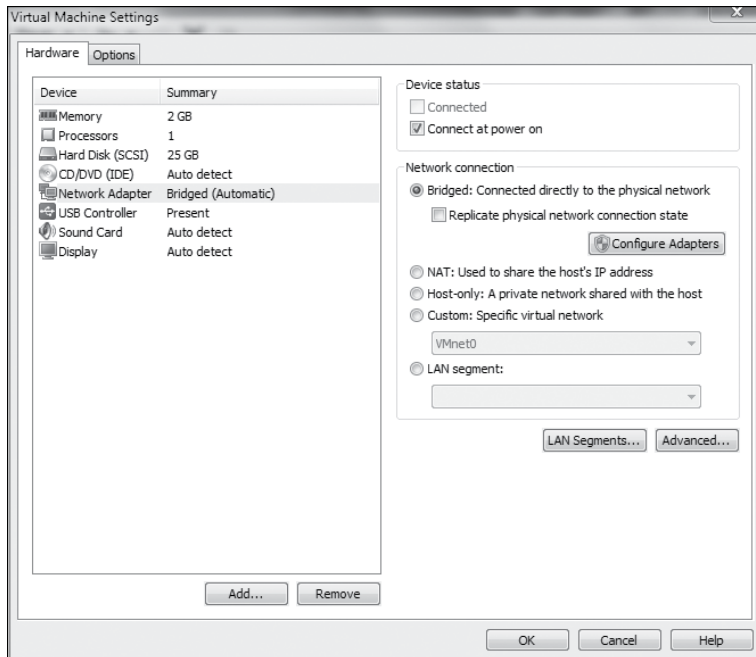 Virtual Machine Settings
Hardware
Options
Device Summary
Memory 2 GB
Processors 1
Hard Disk (SCSI) 25 GB
CD/DVD (IDE) Auto detect
Network Adapter Bridged (Automatic)
USB Controller Present
Sound Card Auto detect
Display Auto detect
Add...
Remove
Device status
Connected
Connect at power on
Network connection
Bridged: Connected directly to the physical network
Replicate physical network connection state
Configure Adapters
NAT: Used to share the host's IP address
Host-only: A private network shared with the host
Custom: Specific virtual network
VMnet0
LAN segment:
LAN Segments...
Advanced...
OK
Cancel
Help